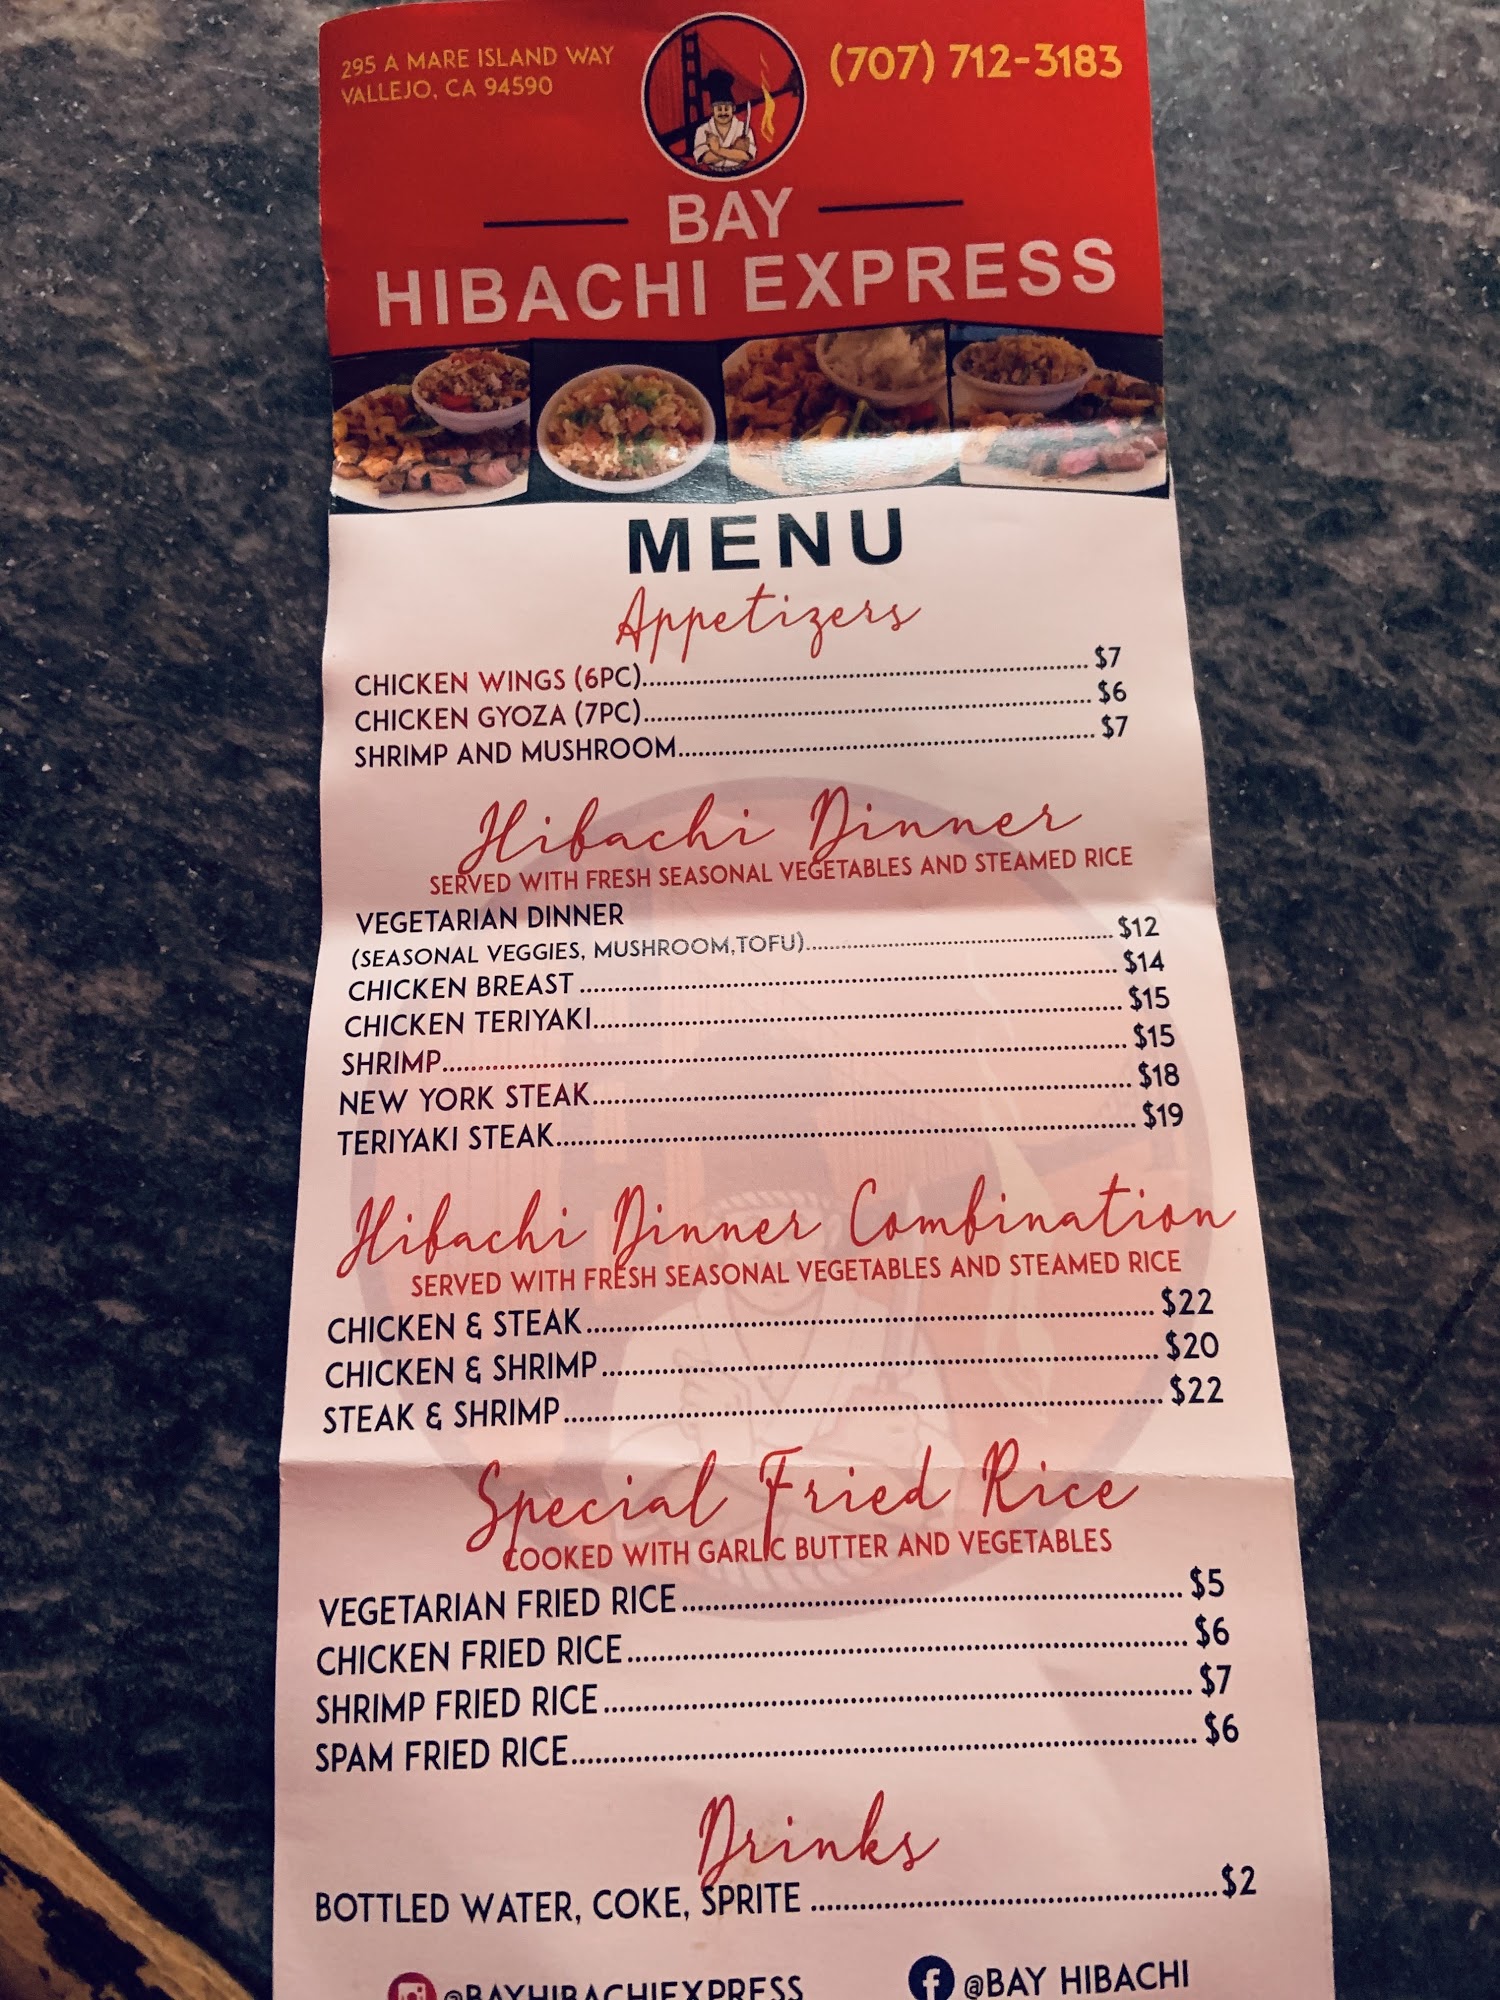 295 A MARE ISLAND WAY
VALLEJO, CA 94590
(707) 712-3183
BAY
HIBACHI EXPRESS
MENU
Appetizers
CHICKEN WINGS (6PC)................ $7
CHICKEN GYOZA (7PC)................ $6
SHRIMP AND MUSHROOM................ $7
Hibachi Dinner
SERVED WITH FRESH SEASONAL VEGETABLES AND STEAMED RICE
VEGETARIAN DINNER
(SEASONAL VEGGIES, MUSHROOM,TOFU)................ $12
CHICKEN BREAST ................ $14
CHICKEN TERIYAKI................ $15
SHRIMP................ $15
NEW YORK STEAK................ $18
TERIYAKI STEAK................ $19
Hibachi Dinner Combination
SERVED WITH FRESH SEASONAL VEGETABLES AND STEAMED RICE
CHICKEN & STEAK................ $22
CHICKEN & SHRIMP................ $20
STEAK & SHRIMP................ $22
Special Fried Rice
COOKED WITH GARLIC BUTTER AND VEGETABLES
VEGETARIAN FRIED RICE................ $5
CHICKEN FRIED RICE................ $6
SHRIMP FRIED RICE................ $7
SPAM FRIED RICE................ $6
Drinks
BOTTLED WATER, COKE, SPRITE ................$2
@BAYHIBACHIEXPRESS
@BAY HIBACHI